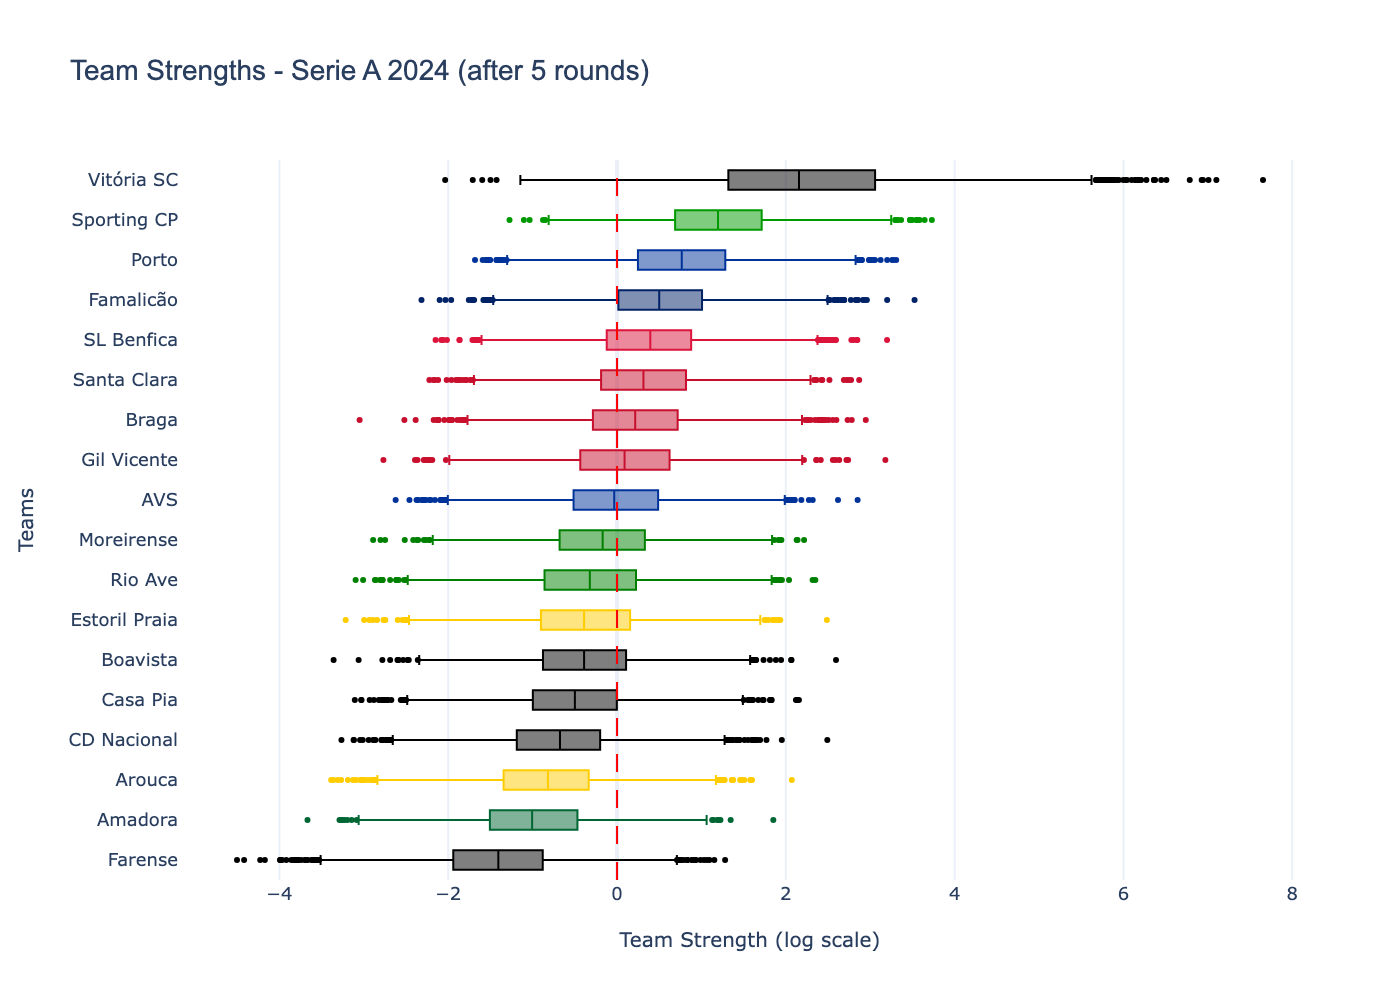 Team Strengths - Serie A 2024 (after 5 rounds)
Teams
Vitória SC
Sporting CP
Porto
Famalicão
SL Benfica
Santa Clara
Braga
Gil Vicente
AVS
Moreirense
Rio Ave
Estoril Praia
Boavista
Casa Pia
CD Nacional
Arouca
Amadora
Farense
−4 −2 0 2 4 6 8
Team Strength (log scale)